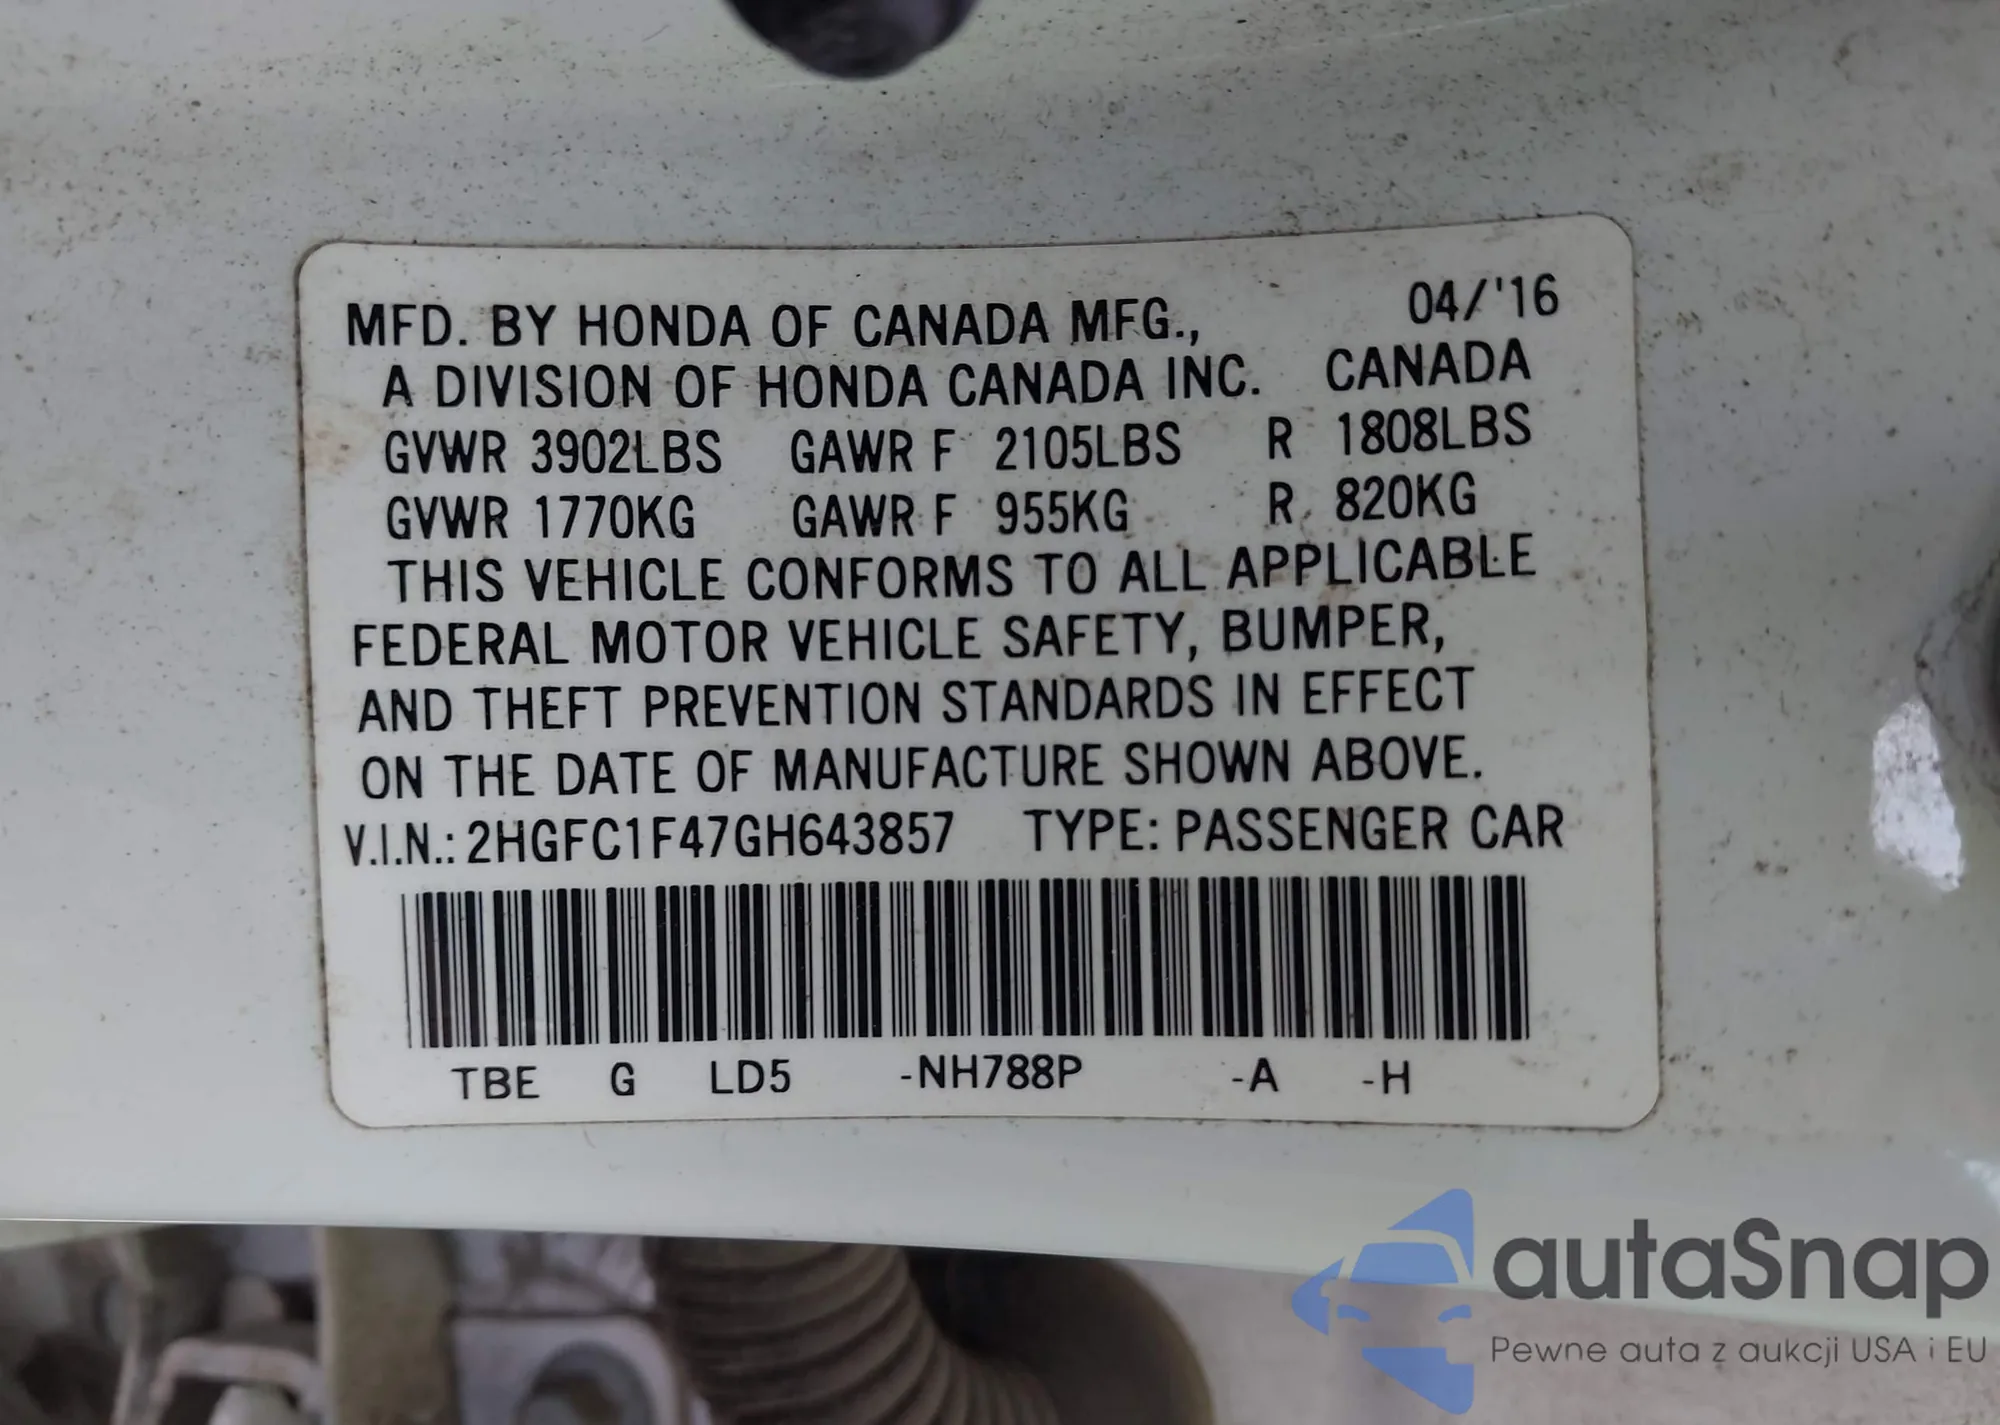 MFD. BY HONDA OF CANADA MFG., 04/'16
A DIVISION OF HONDA CANADA INC. CANADA
GVWR 3902LBS GAWR F 2105LBS R 1808LBS
GVWR 1770KG GAWR F 955KG R 820KG
THIS VEHICLE CONFORMS TO ALL APPLICABLE
FEDERAL MOTOR VEHICLE SAFETY, BUMPER,
AND THEFT PREVENTION STANDARDS IN EFFECT
ON THE DATE OF MANUFACTURE SHOWN ABOVE.
V.I.N.: 2HGFC1F47GH643857 TYPE: PASSENGER CAR
TBE G LD5 -NH788P -A -H
autaSnap
Pewne auta z aukcji USA i EU